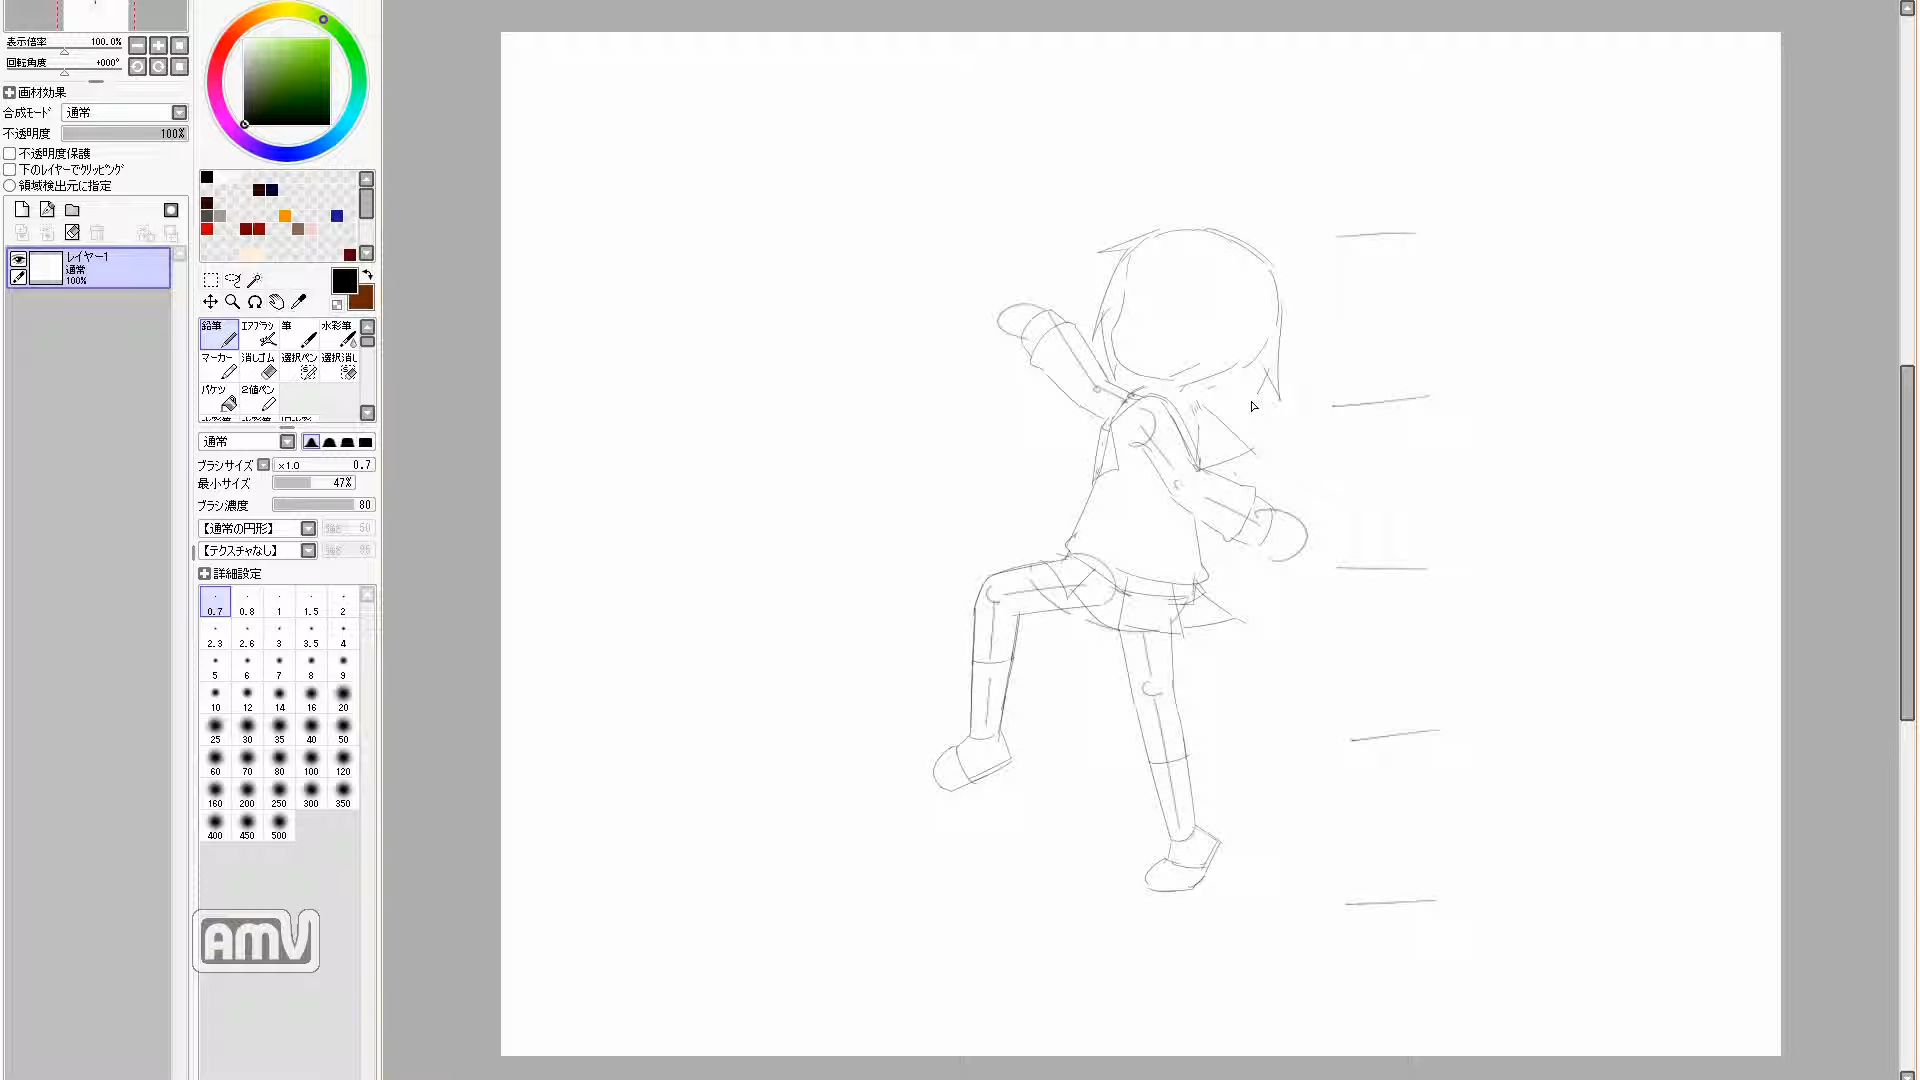 表示倍率 100.0%
回転角度 +000°
画材効果
合成モード 通常
不透明度 100%
不透明度保護
下のレイヤーでクリッピング
領域検出元に指定
レイヤー1
通常
100%
鉛筆 エアブラシ 筆 水彩筆
マーカー 消しゴム 選択ペン 選択消し
バケツ 2値ペン
通常
ブラシサイズ x1.0 0.7
最小サイズ 47%
ブラシ濃度 80
【通常の円形】 強さ 50
【テクスチャなし】 強さ 95
詳細設定
0.7 0.8 1 1.5 2
2.3 2.6 3 3.5 4
5 6 7 8 9
10 12 14 16 20
25 30 35 40 50
60 70 80 100 120
160 200 250 300 350
400 450 500
AMV